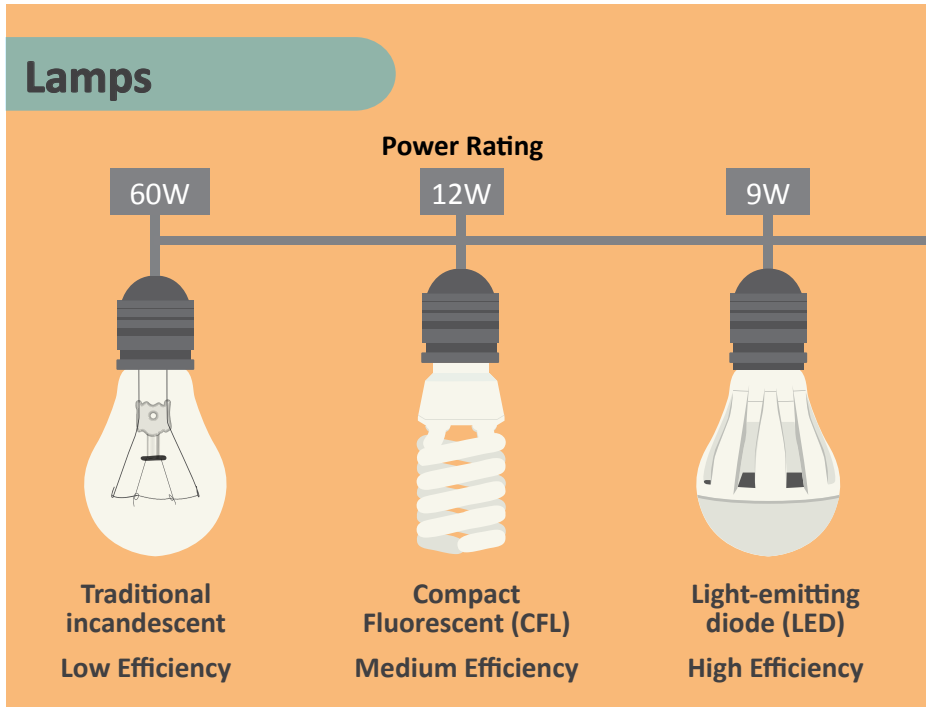 Lamps
Power Rating
60W
12W
9W
Traditional
incandescent
Low Efficiency
Compact
Fluorescent (CFL)
Medium Efficiency
Light-emitting
diode (LED)
High Efficiency